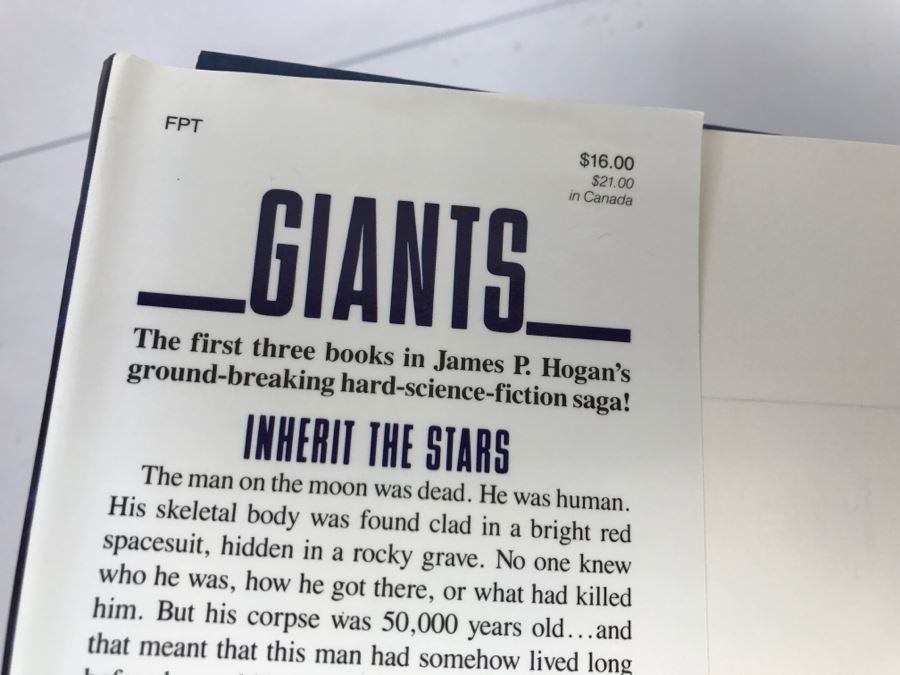 FPT
$16.00
$21.00
in Canada
GIANTS
The first three books in James P. Hogan's
ground-breaking hard-science-fiction saga!
INHERIT THE STARS
The man on the moon was dead. He was human.
His skeletal body was found clad in a bright red
spacesuit, hidden in a rocky grave. No one knew
who he was, how he got there, or what had killed
him. But his corpse was 50,000 years old...and
that meant that this man had somehow lived long